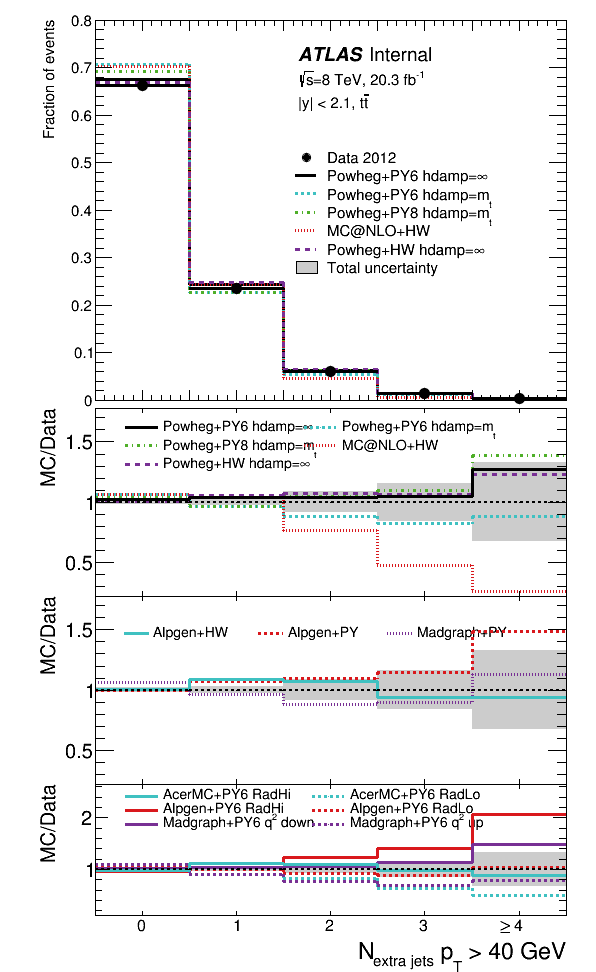 0.8
Fraction of events
0.7
0.6
0.5
0.4
0.3
0.2
0.1
0
ATLAS Internal
√s=8 TeV, 20.3 fb⁻¹
|y| < 2.1, tt̅
Data 2012
Powheg+PY6 hdamp=∞
Powheg+PY6 hdamp=m_t
Powheg+PY8 hdamp=m_t
MC@NLO+HW
Powheg+HW hdamp=∞
Total uncertainty
MC/Data
1.5
1
0.5
Powheg+PY6 hdamp=∞ Powheg+PY6 hdamp=m_t
Powheg+PY8 hdamp=m_t MC@NLO+HW
Powheg+HW hdamp=∞
MC/Data
1.5
1
0.5
Alpgen+HW Alpgen+PY Madgraph+PY
MC/Data
2
1
AcerMC+PY6 RadHi AcerMC+PY6 RadLo
Alpgen+PY6 RadHi Alpgen+PY6 RadLo
Madgraph+PY6 q² down Madgraph+PY6 q² up
0 1 2 3 ≥4
N_extra jets p_T > 40 GeV